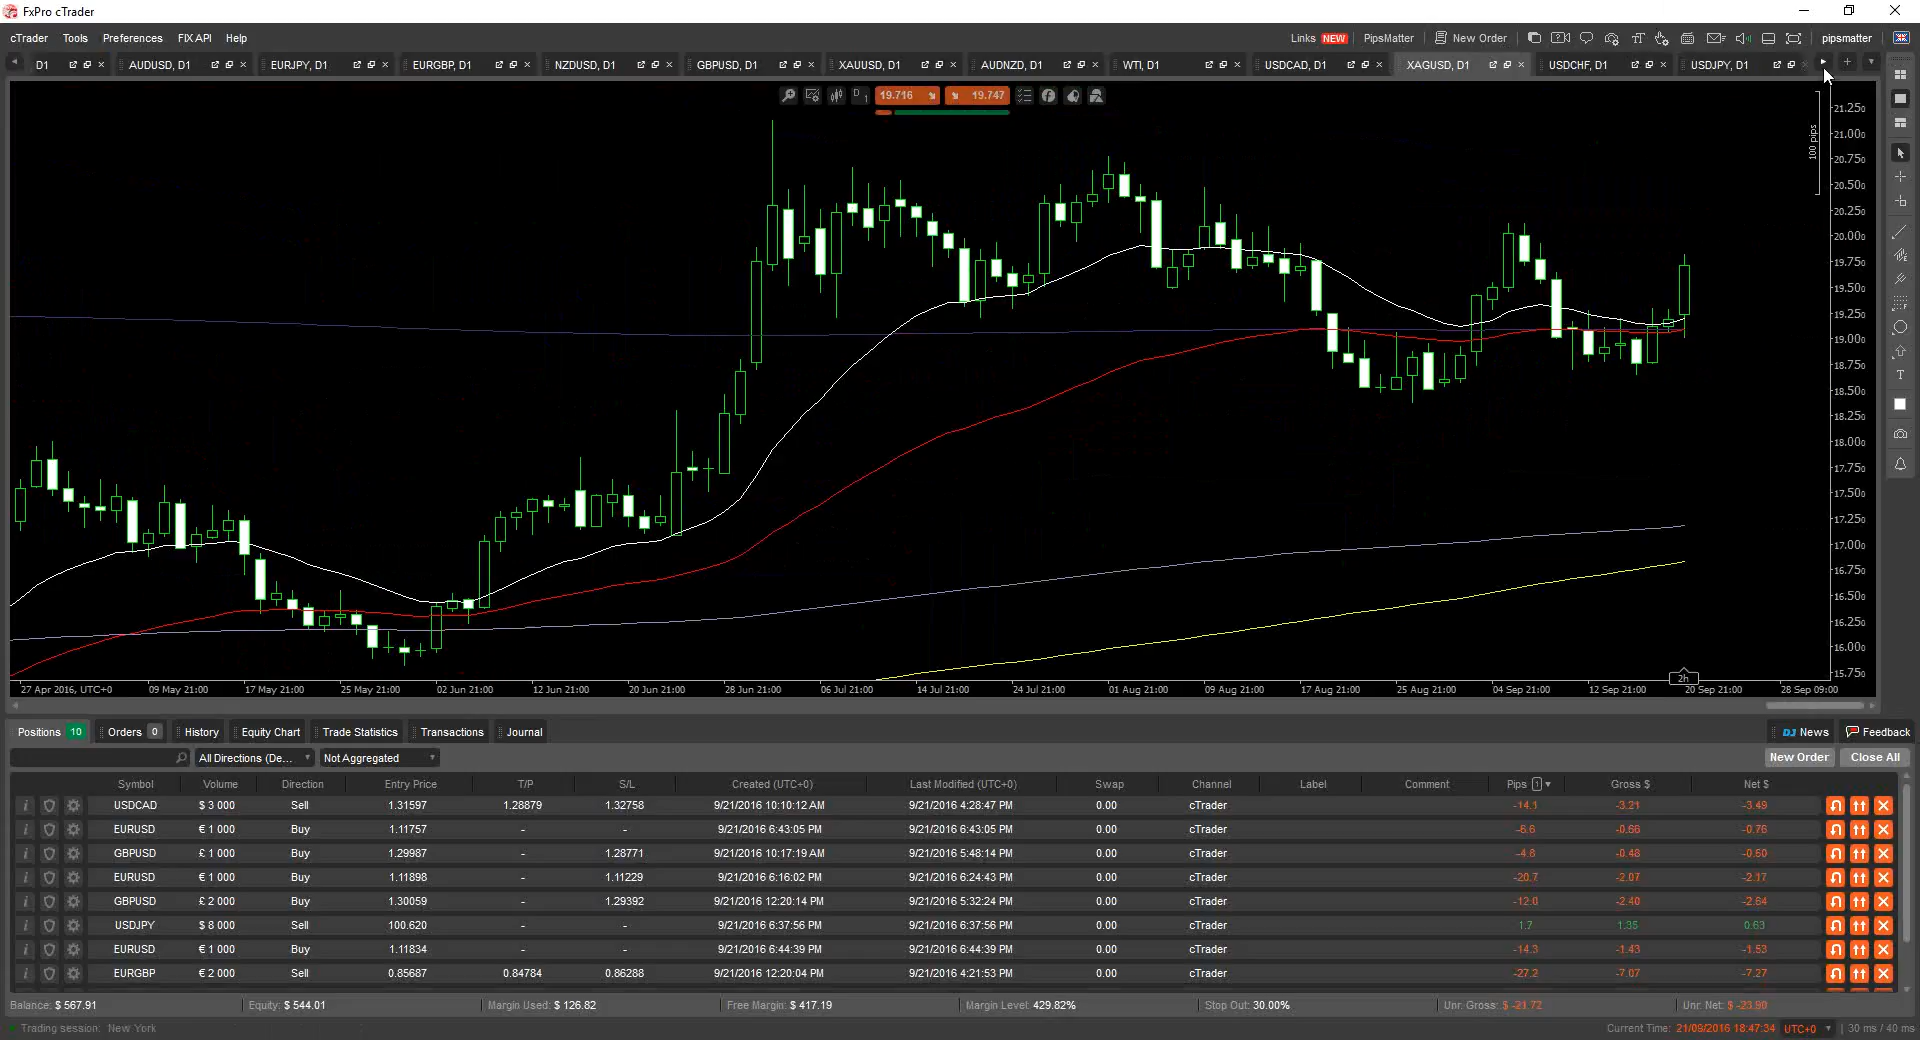 FxPro cTrader
cTrader Tools Preferences FIX API Help
Links NEW PipsMatter New Order pipsmatter
D1 AUDUSD, D1 EURJPY, D1 EURGBP, D1 NZDUSD, D1 GBPUSD, D1 XAUUSD, D1 AUDNZD, D1 WTI, D1 USDCAD, D1 XAGUSD, D1 USDCHF, D1 USDJPY, D1
D 1 19.716 19.747
100 pips
21.250
21.000
20.750
20.500
20.250
20.000
19.750
19.500
19.250
19.000
18.750
18.500
18.250
18.000
17.750
17.500
17.250
17.000
16.750
16.500
16.250
16.000
15.750
2h
27 Apr 2016, UTC+0 09 May 21:00 17 May 21:00 25 May 21:00 02 Jun 21:00 12 Jun 21:00 20 Jun 21:00 28 Jun 21:00 06 Jul 21:00 14 Jul 21:00 24 Jul 21:00 01 Aug 21:00 09 Aug 21:00 17 Aug 21:00 25 Aug 21:00 04 Sep 21:00 12 Sep 21:00 20 Sep 21:00 28 Sep 09:00
Positions 10 Orders 0 History Equity Chart Trade Statistics Transactions Journal DJ News Feedback
All Directions (De... Not Aggregated New Order Close All
Symbol Volume Direction Entry Price T/P S/L Created (UTC+0) Last Modified (UTC+0) Swap Channel Label Comment Pips 1 Gross $ Net $
USDCAD $ 3 000 Sell 1.31597 1.28879 1.32758 9/21/2016 10:10:12 AM 9/21/2016 4:28:47 PM 0.00 cTrader -14.1 -3.21 -3.49
EURUSD € 1 000 Buy 1.11757 - - 9/21/2016 6:43:05 PM 9/21/2016 6:43:05 PM 0.00 cTrader -6.6 -0.66 -0.76
GBPUSD £ 1 000 Buy 1.29987 - 1.28771 9/21/2016 10:17:19 AM 9/21/2016 5:48:14 PM 0.00 cTrader -4.8 -0.48 -0.60
EURUSD € 1 000 Buy 1.11898 - 1.11229 9/21/2016 6:16:02 PM 9/21/2016 6:24:43 PM 0.00 cTrader -20.7 -2.07 -2.17
GBPUSD £ 2 000 Buy 1.30059 - 1.29392 9/21/2016 12:20:14 PM 9/21/2016 5:32:24 PM 0.00 cTrader -12.0 -2.40 -2.64
USDJPY $ 8 000 Sell 100.620 - - 9/21/2016 6:37:56 PM 9/21/2016 6:37:56 PM 0.00 cTrader 1.7 1.35 0.63
EURUSD € 1 000 Buy 1.11834 - - 9/21/2016 6:44:39 PM 9/21/2016 6:44:39 PM 0.00 cTrader -14.3 -1.43 -1.53
EURGBP € 2 000 Sell 0.85687 0.84784 0.86288 9/21/2016 12:20:04 PM 9/21/2016 4:21:53 PM 0.00 cTrader -27.2 -7.07 -7.27
Balance: $ 567.91 Equity: $ 544.01 Margin Used: $ 126.82 Free Margin: $ 417.19 Margin Level: 429.82% Stop Out: 30.00% Unr. Gross: $ -21.72 Unr. Net: $ -23.90
Trading session: New York Current Time: 21/09/2016 18:47:34 UTC+0 30 ms / 40 ms